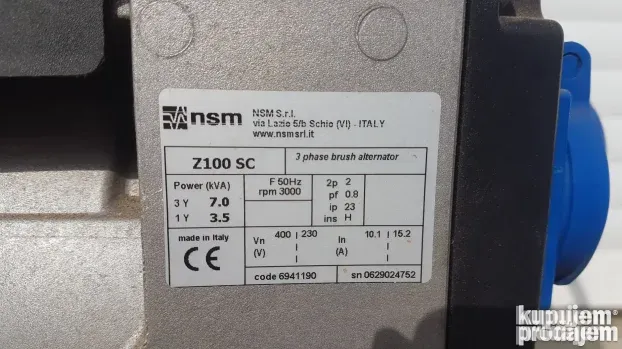 nsm
NSM S.r.l.
via Lazio 5/b Schio (VI) - ITALY
www.nsmsrl.it
Z100 SC
3 phase brush alternator
Power (kVA)
3 Y 7.0
1 Y 3.5
F 50Hz
rpm 3000
2p 2
pf 0.8
ip 23
ins H
made in Italy
CE
Vn (V) 400 | 230
In (A) 10.1 | 15.2
code 6941190
sn 0629024752
kupujem
prodajem